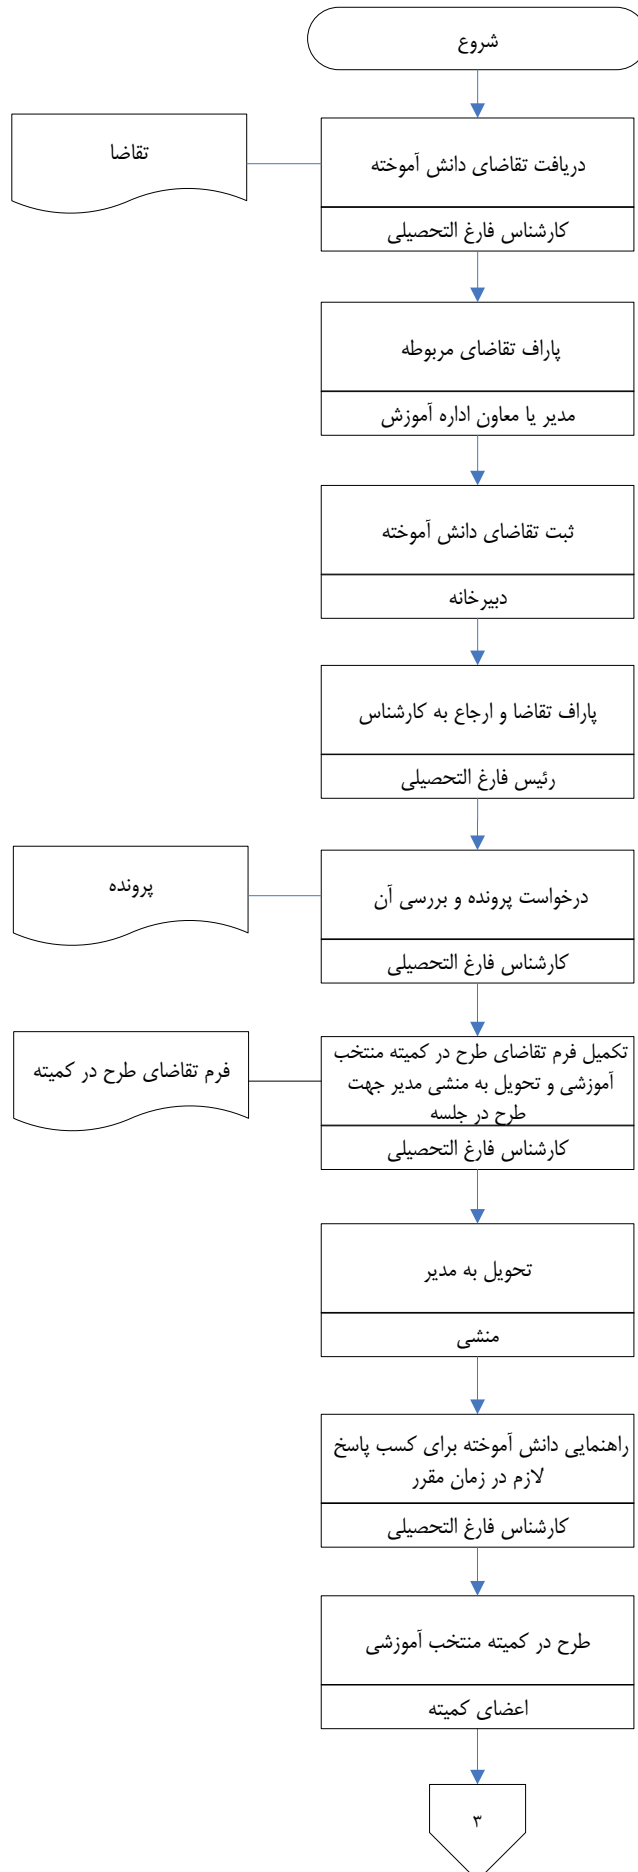 شروع
دریافت تقاضای دانش آموخته
تقاضا
کارشناس فارغ التحصیلی
پاراف تقاضای مربوطه
مدیر یا معاون اداره آموزش
ثبت تقاضای دانش آموخته
دبیرخانه
پاراف تقاضا و ارجاع به کارشناس
رئیس فارغ التحصیلی
درخواست پرونده و بررسی آن
پرونده
کارشناس فارغ التحصیلی
تکمیل فرم تقاضای طرح در کمیته منتخب
آموزشی و تحویل به منشی مدیر جهت
طرح در جلسه
فرم تقاضای طرح در کمیته
کارشناس فارغ التحصیلی
تحویل به مدیر
منشی
راهنمایی دانش آموخته برای کسب پاسخ
لازم در زمان مقرر
کارشناس فارغ التحصیلی
طرح در کمیته منتخب آموزشی
اعضای کمیته
۳